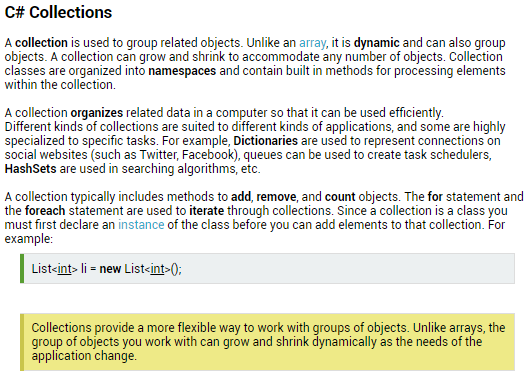 C# Collections
A collection is used to group related objects. Unlike an array, it is dynamic and can also group
objects. A collection can grow and shrink to accommodate any number of objects. Collection
classes are organized into namespaces and contain built in methods for processing elements
within the collection.
A collection organizes related data in a computer so that it can be used efficiently.
Different kinds of collections are suited to different kinds of applications, and some are highly
specialized to specific tasks. For example, Dictionaries are used to represent connections on
social websites (such as Twitter, Facebook), queues can be used to create task schedulers,
HashSets are used in searching algorithms, etc.
A collection typically includes methods to add, remove, and count objects. The for statement and
the foreach statement are used to iterate through collections. Since a collection is a class you
must first declare an instance of the class before you can add elements to that collection. For
example:
List<int> li = new List<int>();
Collections provide a more flexible way to work with groups of objects. Unlike arrays, the
group of objects you work with can grow and shrink dynamically as the needs of the
application change.